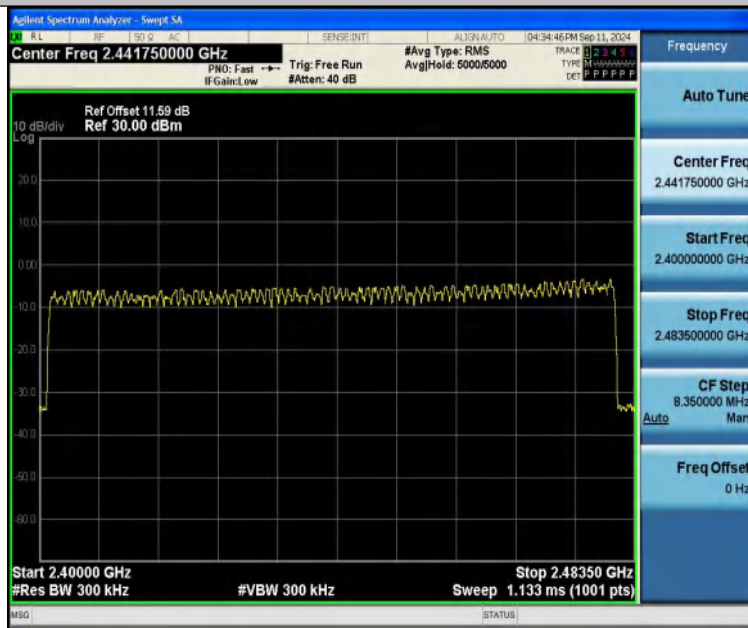 Agilent Spectrum Analyzer - Swept SA
RL RF 50 Ω AC SENSE:INT ALIGN AUTO 04:34:46 PM Sep 11, 2024
Center Freq 2.441750000 GHz
PNO: Fast
IFGain:Low
Trig: Free Run
#Atten: 40 dB
#Avg Type: RMS
Avg|Hold: 5000/5000
TRACE 1 2 3 4 5 6
TYPE M
DET P P P P P P
Ref Offset 11.59 dB
10 dB/div Ref 30.00 dBm
Log
20.0
10.0
0.00
-10.0
-20.0
-30.0
-40.0
-50.0
-60.0
Start 2.40000 GHz Stop 2.48350 GHz
#Res BW 300 kHz #VBW 300 kHz Sweep 1.133 ms (1001 pts)
MSG STATUS
Frequency
Auto Tune
Center Freq
2.441750000 GHz
Start Freq
2.400000000 GHz
Stop Freq
2.483500000 GHz
CF Step
8.350000 MHz
Auto Man
Freq Offset
0 Hz